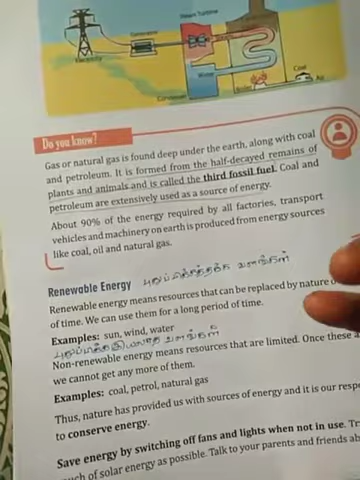 Steam Turbine
Generator
Electricity
Water
Coal
Boiler
Air
Condenser
Do you know?
Gas or natural gas is found deep under the earth, along with coal
and petroleum. It is formed from the half-decayed remains of
plants and animals and is called the third fossil fuel. Coal and
petroleum are extensively used as a source of energy.
About 90% of the energy required by all factories, transport
vehicles and machinery on earth is produced from energy sources
like coal, oil and natural gas.
Renewable Energy புதுப்பிக்கத்தக்க வளங்கள்
Renewable energy means resources that can be replaced by nature
of time. We can use them for a long period of time.
Examples: sun, wind, water
வளங்கள்
Non-renewable energy means resources that are limited. Once these a
we cannot get any more of them.
Examples: coal, petrol, natural gas
Thus, nature has provided us with sources of energy and it is our resp
to conserve energy.
Save energy by switching off fans and lights when not in use. Tr
much of solar energy as possible. Talk to your parents and friends ab